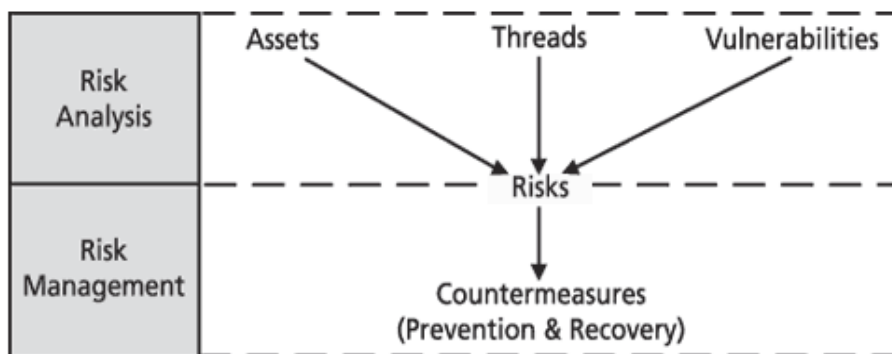 Assets
Threads
Vulnerabilities
Risk
Analysis
Risks
Risk
Management
Countermeasures
(Prevention & Recovery)